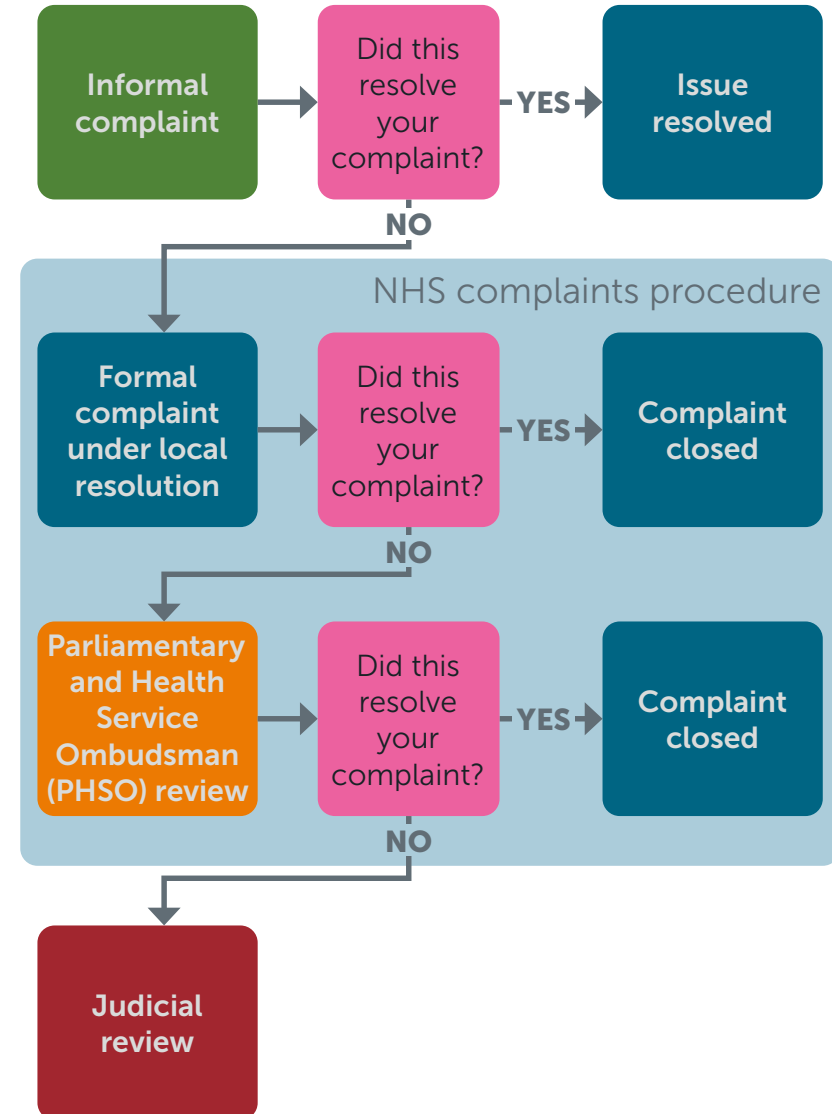 Informal
complaint
Did this
resolve
your
complaint?
YES
Issue
resolved
NO
NHS complaints procedure
Formal
complaint
under local
resolution
Did this
resolve
your
complaint?
YES
Complaint
closed
NO
Parliamentary
and Health
Service
Ombudsman
(PHSO) review
Did this
resolve
your
complaint?
YES
Complaint
closed
NO
Judicial
review